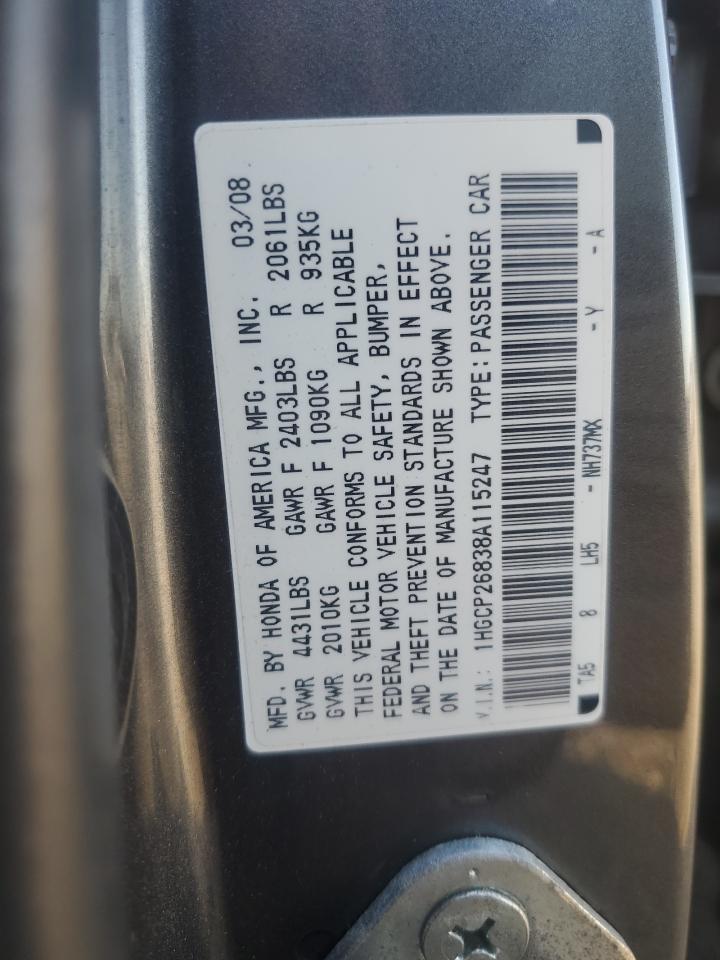 MFD. BY HONDA OF AMERICA MFG., INC. 03/08
GVWR 4431LBS GAWR F 2403LBS R 2061LBS
GVWR 2010KG GAWR F 1090KG R 935KG
THIS VEHICLE CONFORMS TO ALL APPLICABLE
FEDERAL MOTOR VEHICLE SAFETY, BUMPER,
AND THEFT PREVENTION STANDARDS IN EFFECT
ON THE DATE OF MANUFACTURE SHOWN ABOVE.
V.I.N.: 1HGCP26838A115247 TYPE:PASSENGER CAR
TA5 8 LH5 - NH737MX - Y - A